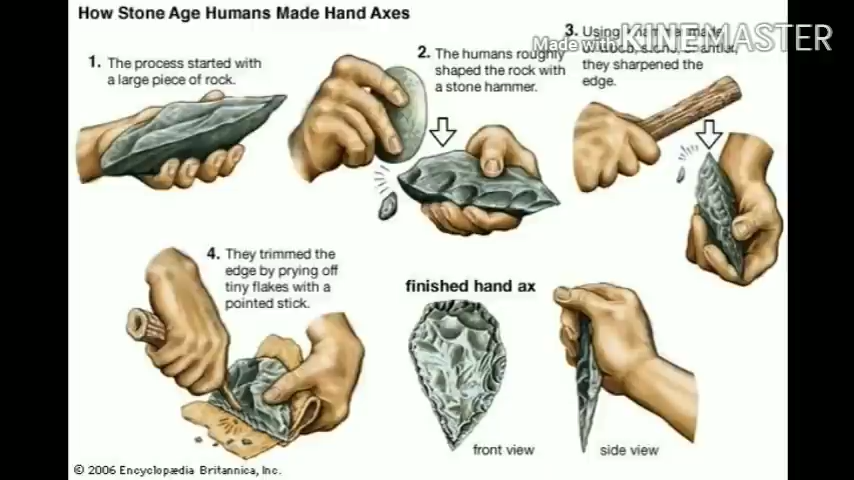 How Stone Age Humans Made Hand Axes
1. The process started with
a large piece of rock.
2. The humans roughly
shaped the rock with
a stone hammer.
3. Using
Made with KINEMASTER
they sharpened the
edge.
4. They trimmed the
edge by prying off
tiny flakes with a
pointed stick.
finished hand ax
front view
side view
© 2006 Encyclopædia Britannica, Inc.